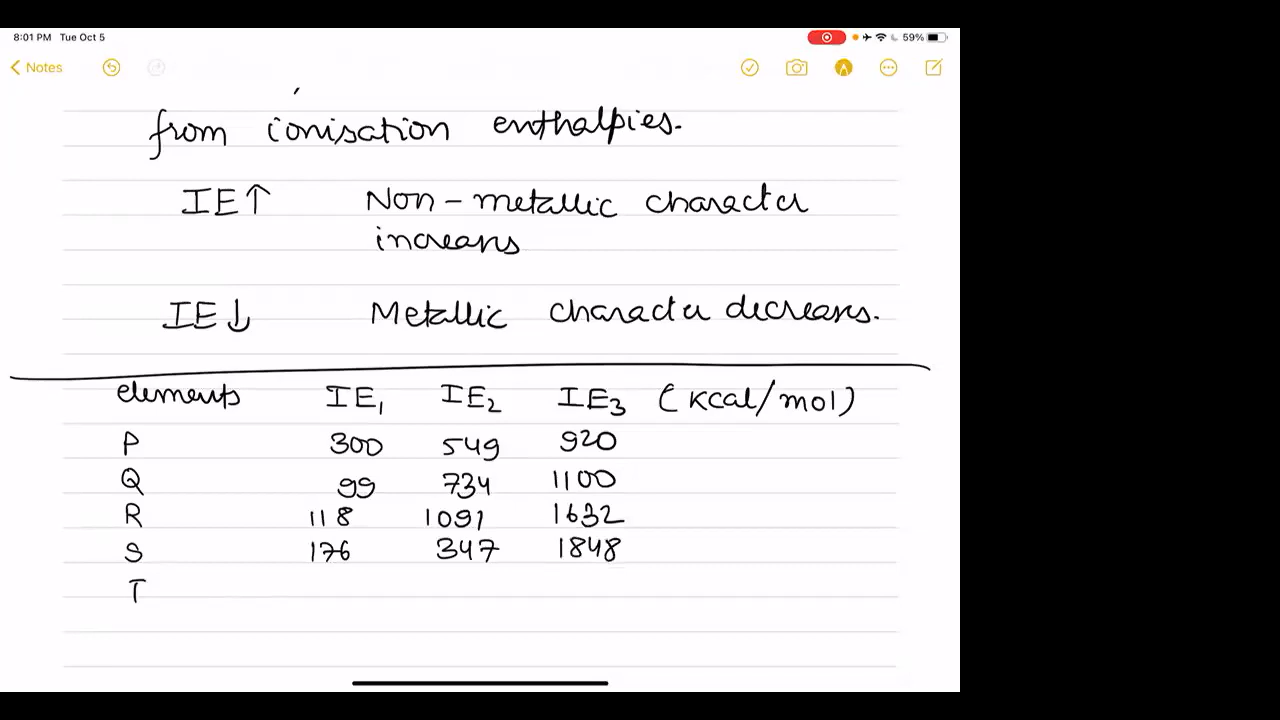 8:01 PM Tue Oct 5 59%
Notes
from ionisation enthalpies.
IE↑ Non-metallic character
increases
IE↓ Metallic character decreases.
elements IE₁ IE₂ IE₃ (Kcal/mol)
P 300 549 920
Q 99 734 1100
R 118 1091 1632
S 176 347 1848
T